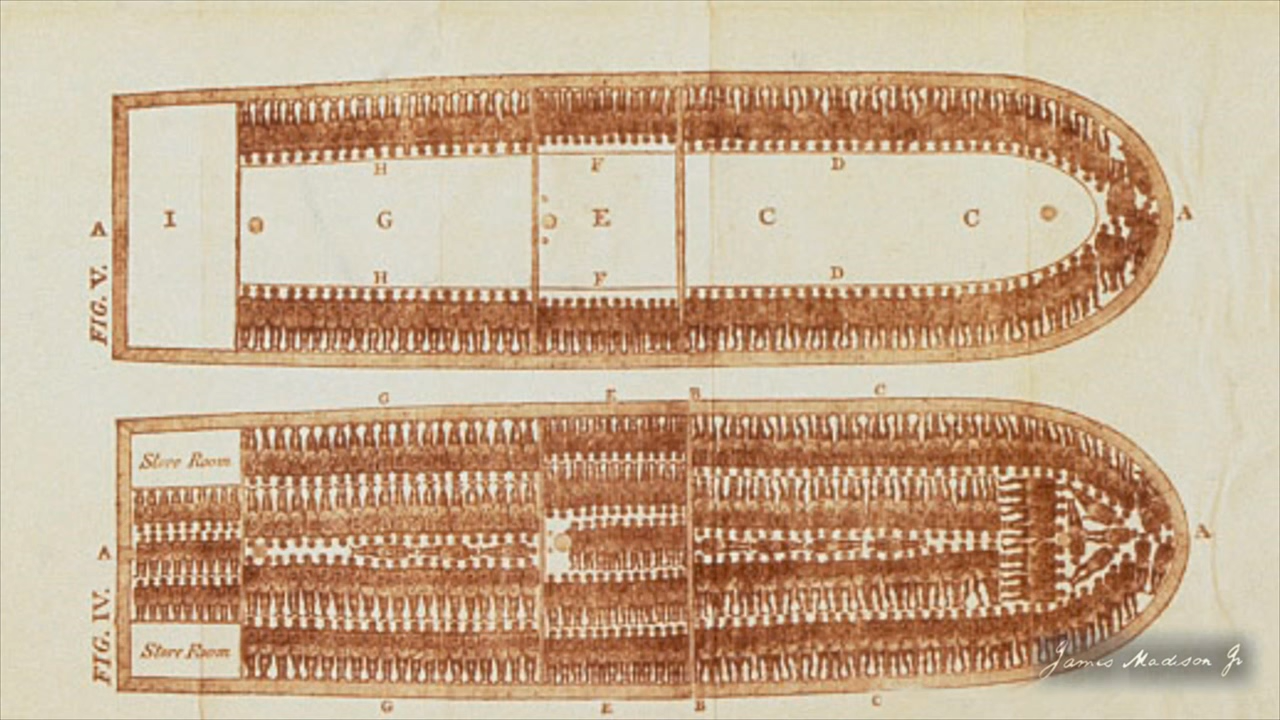 H F D
I G E C C A
A
H F D
FIG. V.
G E B C
Store Room
A A
FIG. IV.
Store Room
James Madison Jr
G E B C